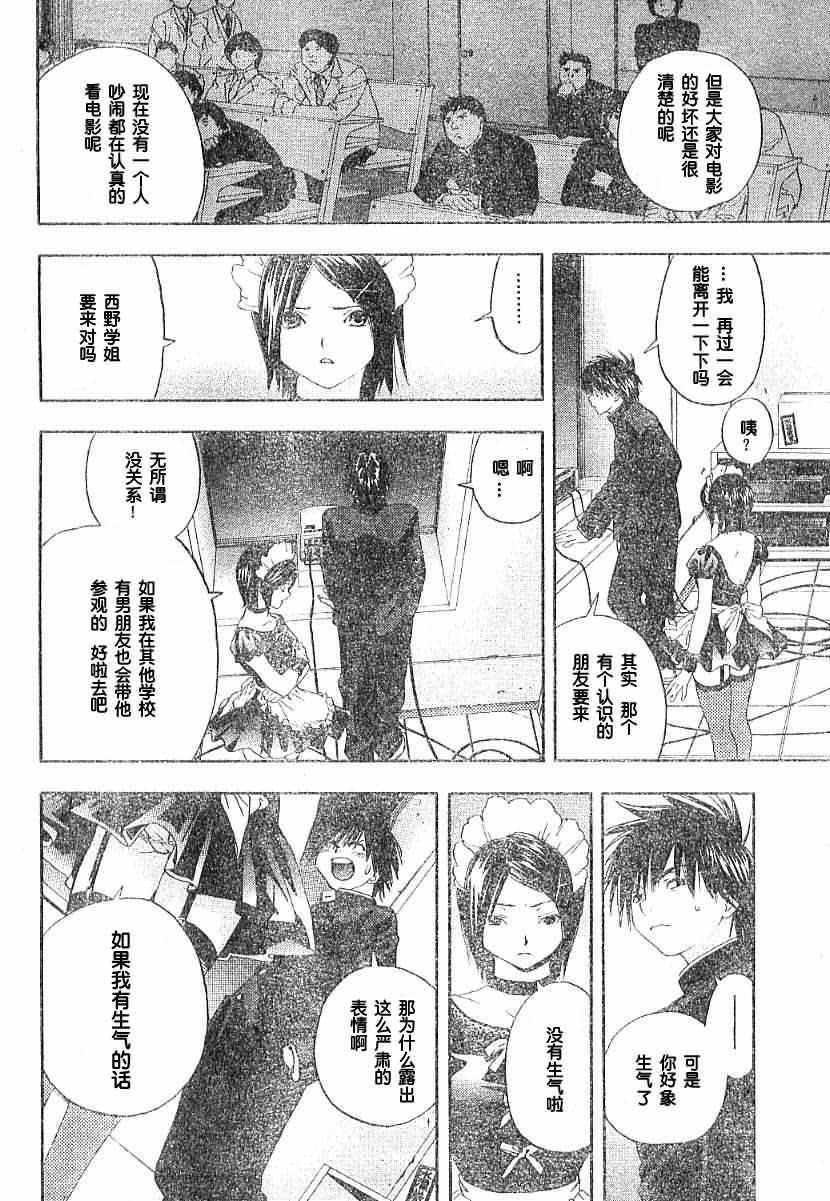 但是大家对电影
的好坏还是很
清楚的呢
现在没有一个人
吵闹都在认真的
看电影呢
… 我 再过一会
能离开一下下吗
咦?
其实 那个
有个认识的
朋友要来
………
西野学姐
要来对吗
啊
嗯…
无所谓
没关系!
如果我在其他学校
有男朋友也会带他
参观的 好啦去吧
——
可是
你好象
生气了
没有生气啦
那为什么露出
这么严肃的
表情啊
如果我有生气的话